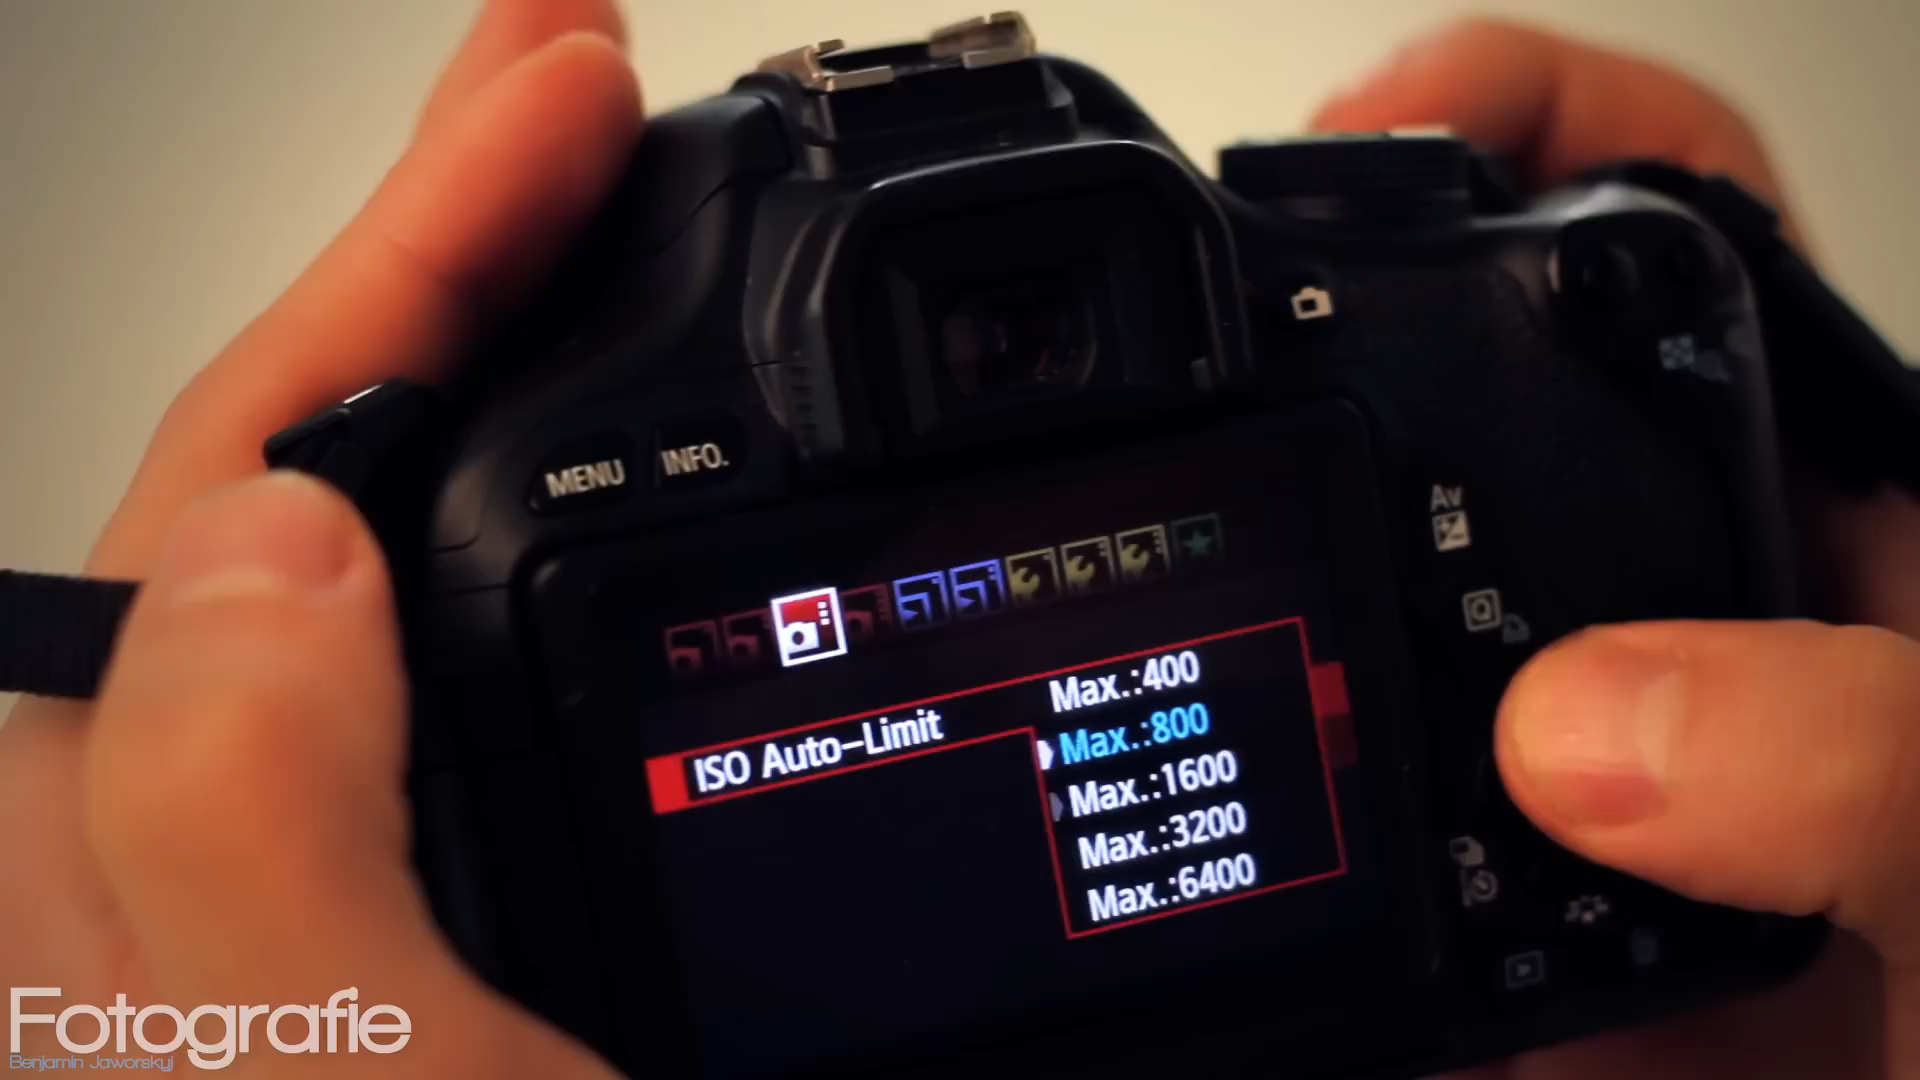 MENU
INFO.
Av
Q
ISO Auto-Limit
Max.:400
Max.:800
Max.:1600
Max.:3200
Max.:6400
Fotografie
Benjamin Jaworskyj